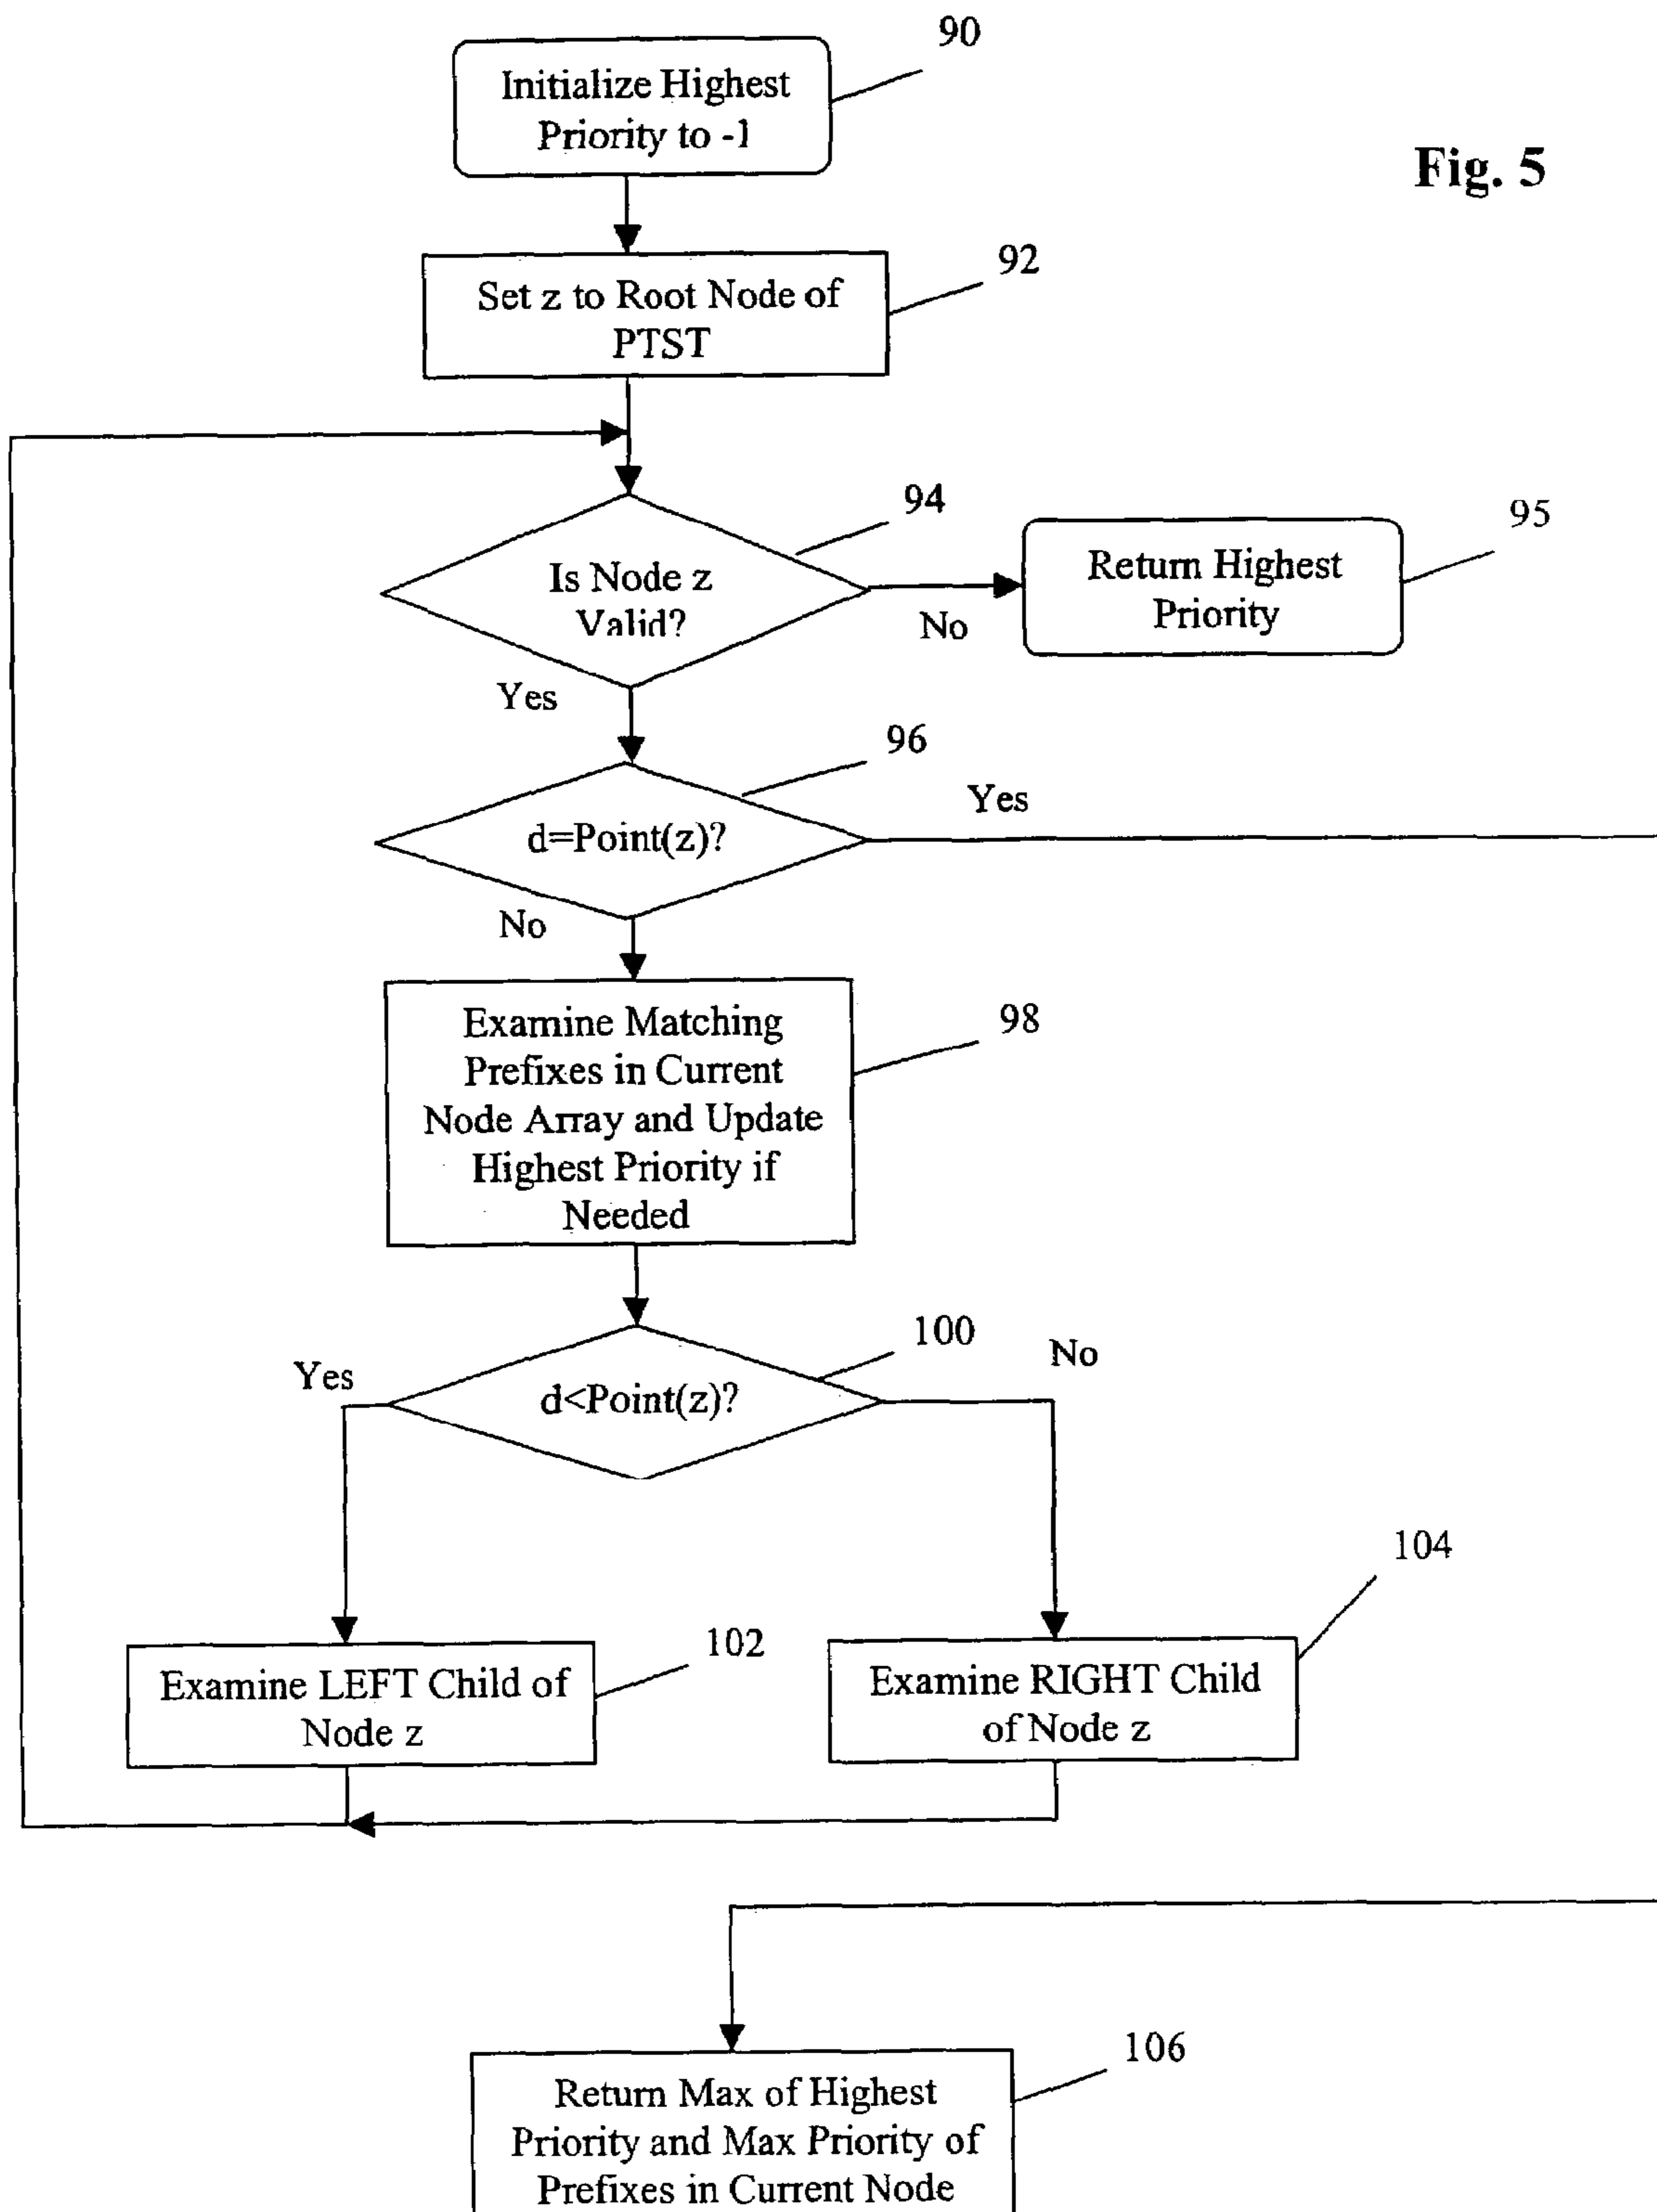 90
Initialize Highest
Priority to -1
Fig. 5
92
Set z to Root Node of
PTST
94
95
Is Node z
Valid?
Return Highest
Priority
No
Yes
96
Yes
d=Point(z)?
No
98
Examine Matching
Prefixes in Current
Node Array and Update
Highest Priority if
Needed
100
Yes
No
d<Point(z)?
104
102
Examine LEFT Child of
Node z
Examine RIGHT Child
of Node z
106
Return Max of Highest
Priority and Max Priority of
Prefixes in Current Node